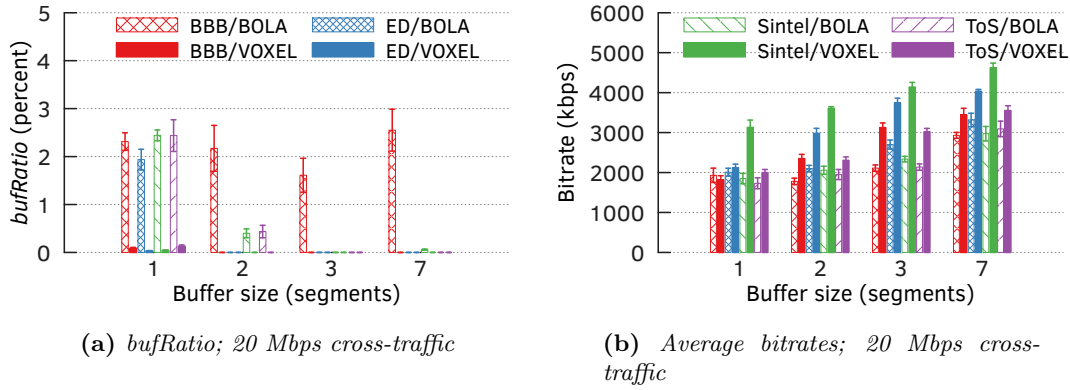 BBB/BOLA
BBB/VOXEL
ED/BOLA
ED/VOXEL
bufRatio (percent)
5
4
3
2
1
0
1 2 3 7
Buffer size (segments)
(a) bufRatio; 20 Mbps cross-traffic
Sintel/BOLA
Sintel/VOXEL
ToS/BOLA
ToS/VOXEL
Bitrate (kbps)
6000
5000
4000
3000
2000
1000
0
1 2 3 7
Buffer size (segments)
(b) Average bitrates; 20 Mbps cross-
traffic